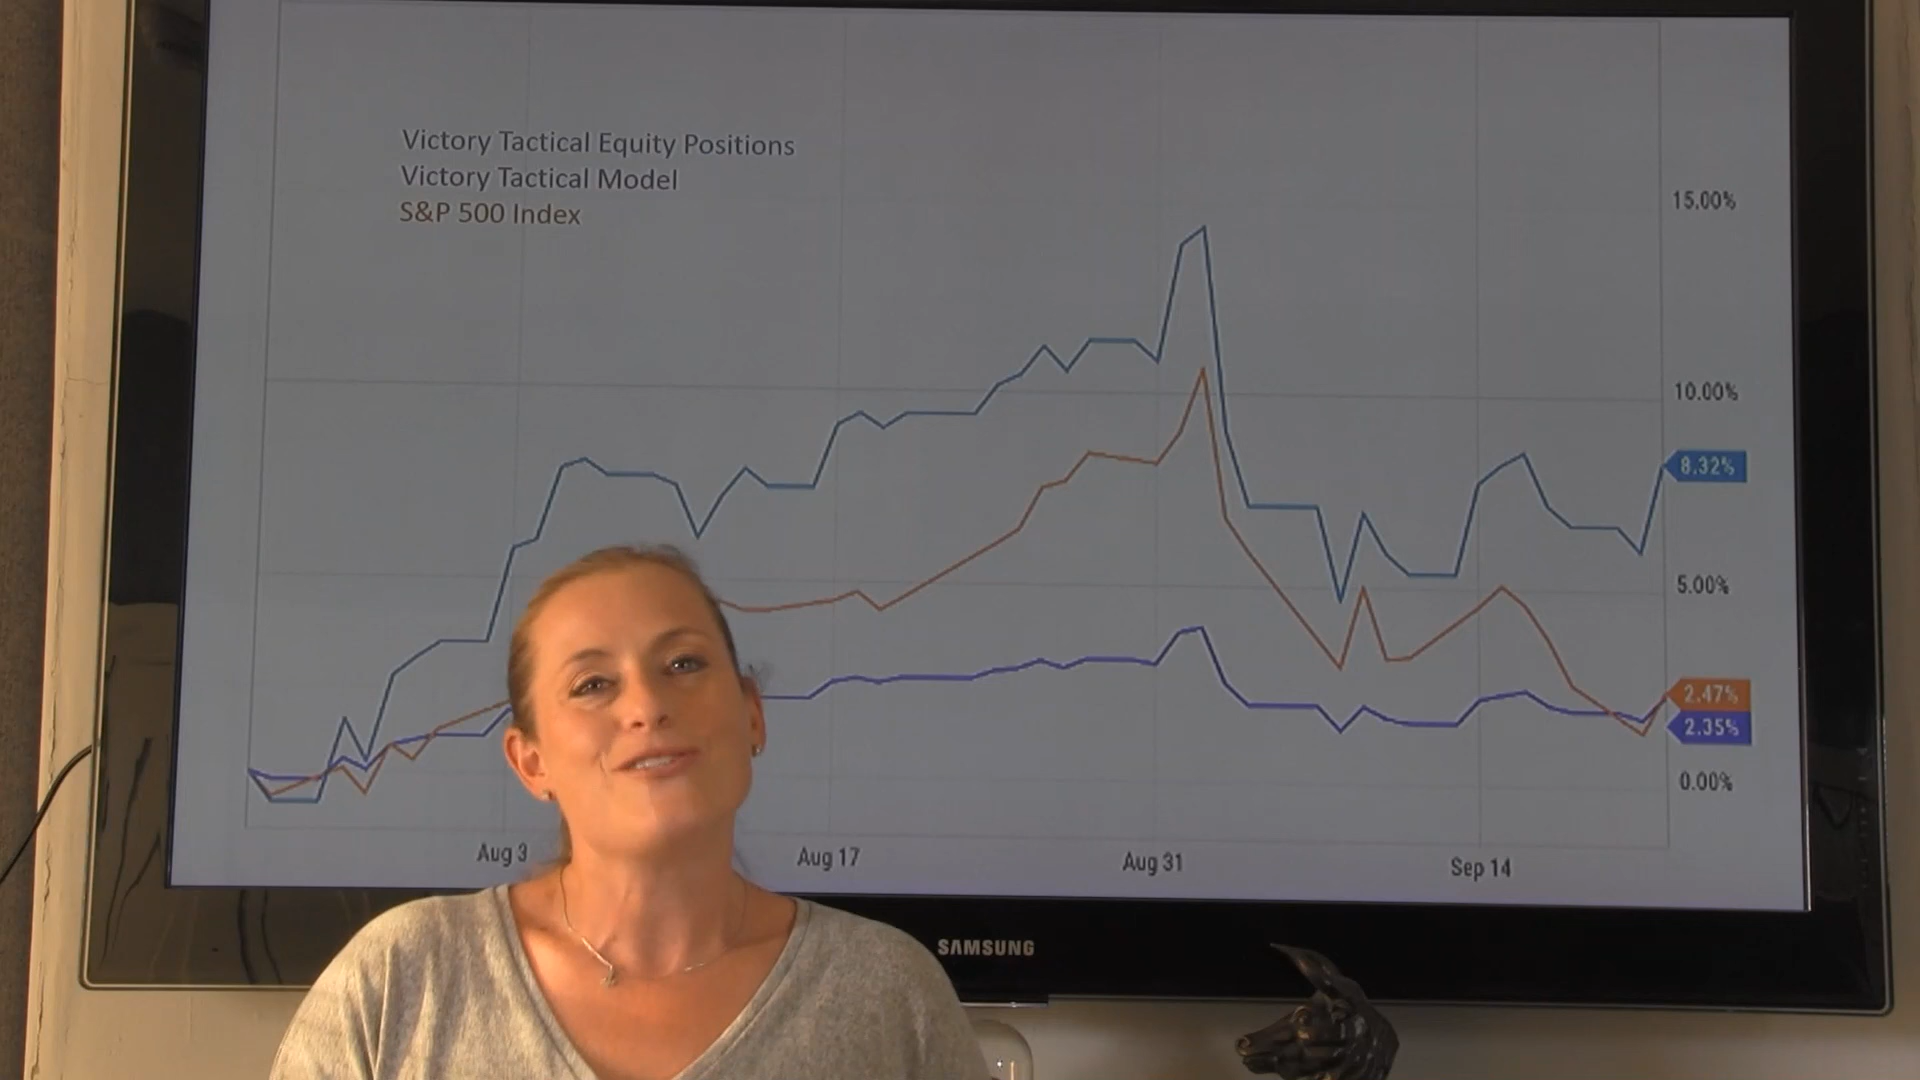 Victory Tactical Equity Positions
Victory Tactical Model
S&P 500 Index
15.00%
10.00%
8.32%
5.00%
2.47%
2.35%
0.00%
Aug 3
Aug 17
Aug 31
Sep 14
SAMSUNG